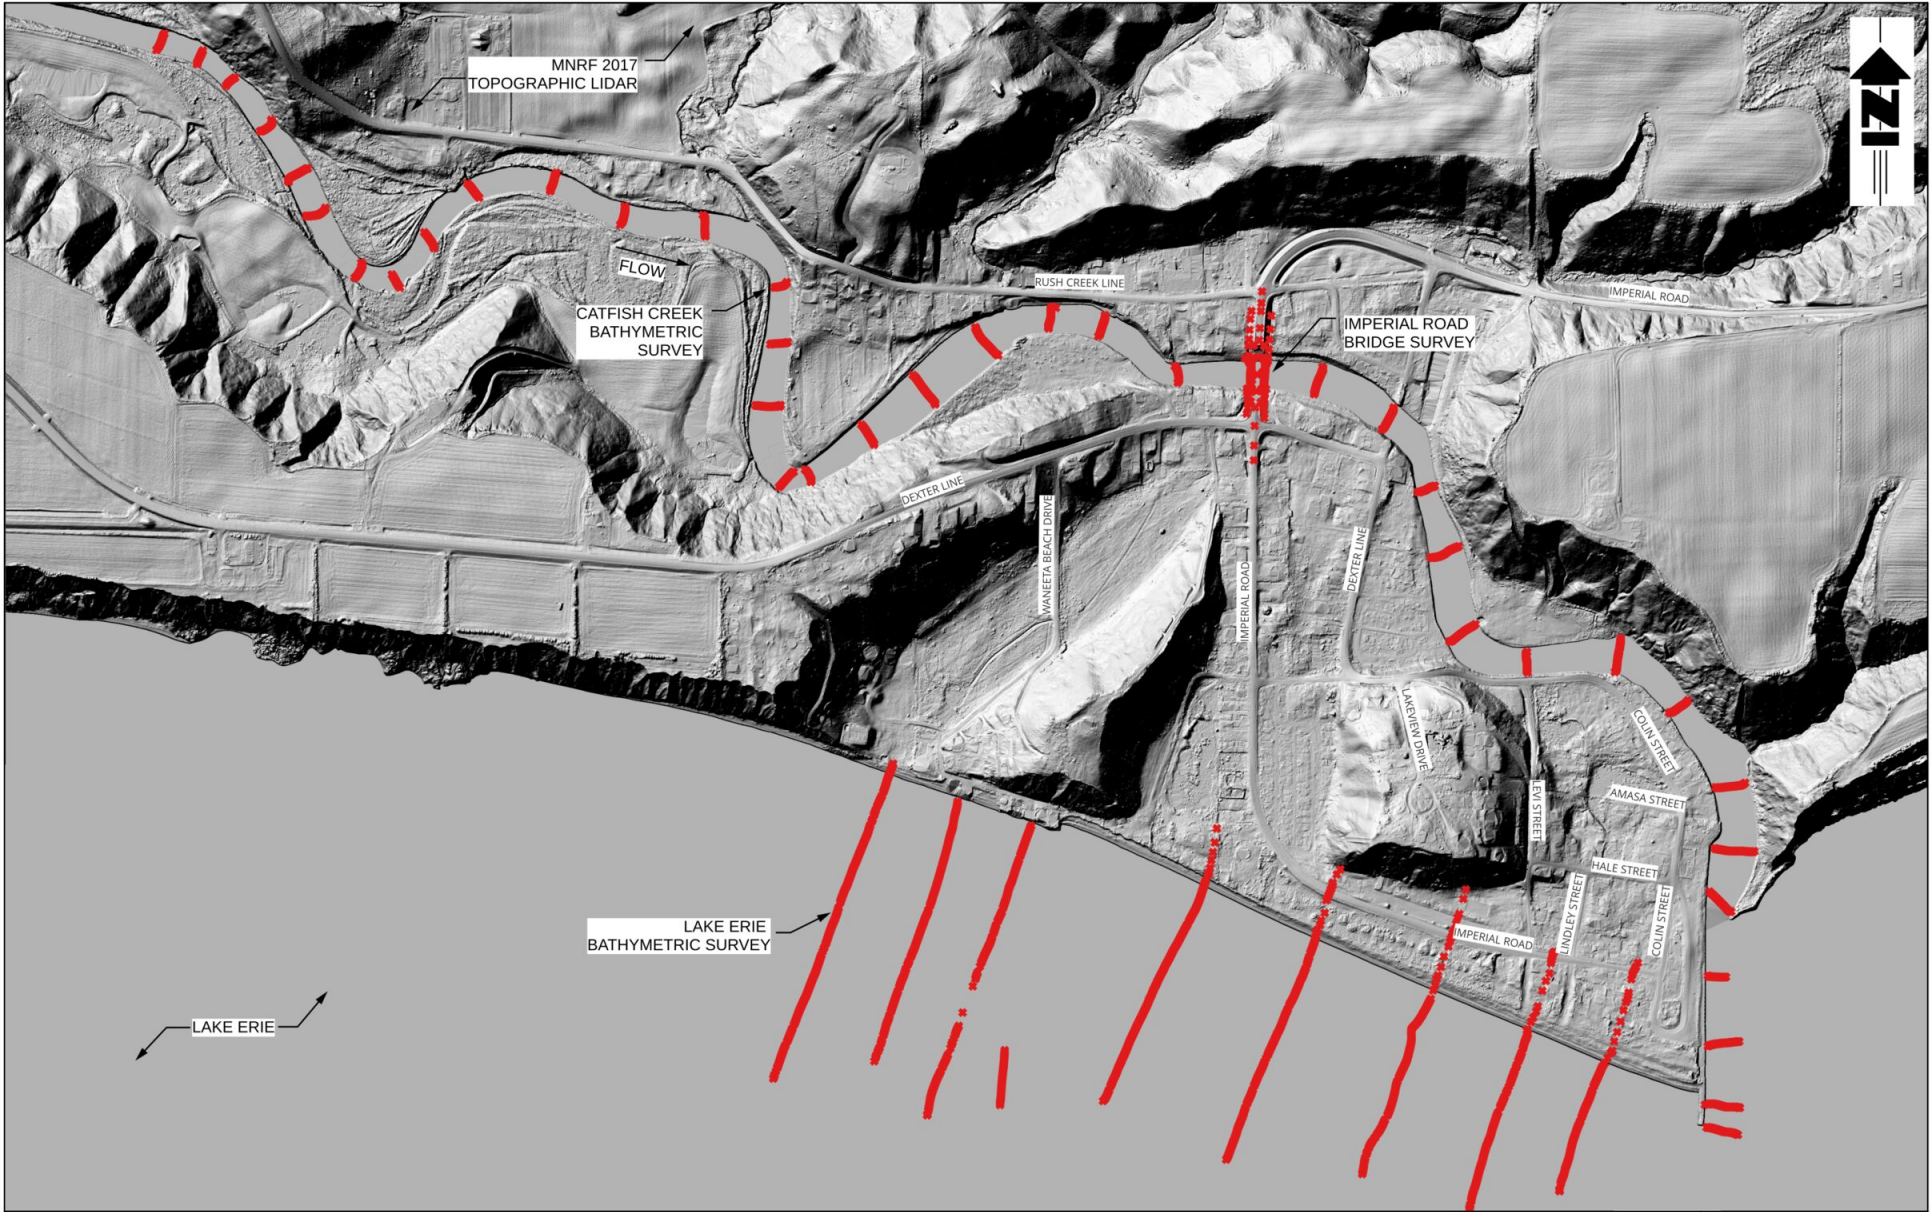 MNRF 2017
TOPOGRAPHIC LIDAR
N
FLOW
RUSH CREEK LINE
IMPERIAL ROAD
CATFISH CREEK
BATHYMETRIC
SURVEY
IMPERIAL ROAD
BRIDGE SURVEY
DEXTER LINE
WANEETA BEACH DRIVE
IMPERIAL ROAD
DEXTER LINE
LAKEVIEW DRIVE
COLIN STREET
LEVI STREET
AMASA STREET
HALE STREET
LINDLEY STREET
COLIN STREET
IMPERIAL ROAD
LAKE ERIE
BATHYMETRIC SURVEY
LAKE ERIE